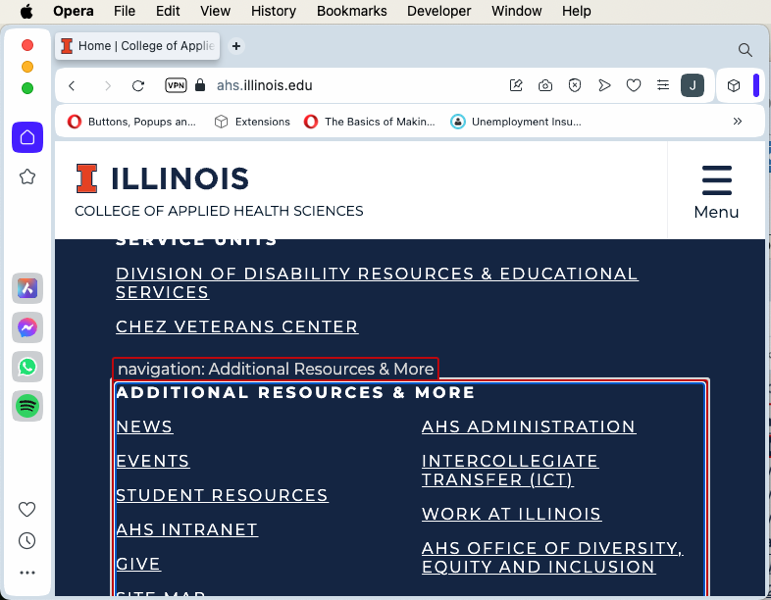 Opera File Edit View History Bookmarks Developer Window Help
Home | College of Applie
VPN ahs.illinois.edu J
Buttons, Popups an... Extensions The Basics of Makin... Unemployment Insu... »
ILLINOIS
COLLEGE OF APPLIED HEALTH SCIENCES
Menu
SERVICE UNITS
DIVISION OF DISABILITY RESOURCES & EDUCATIONAL
SERVICES
CHEZ VETERANS CENTER
navigation: Additional Resources & More
ADDITIONAL RESOURCES & MORE
NEWS
EVENTS
STUDENT RESOURCES
AHS INTRANET
GIVE
SITE MAP
AHS ADMINISTRATION
INTERCOLLEGIATE
TRANSFER (ICT)
WORK AT ILLINOIS
AHS OFFICE OF DIVERSITY,
EQUITY AND INCLUSION